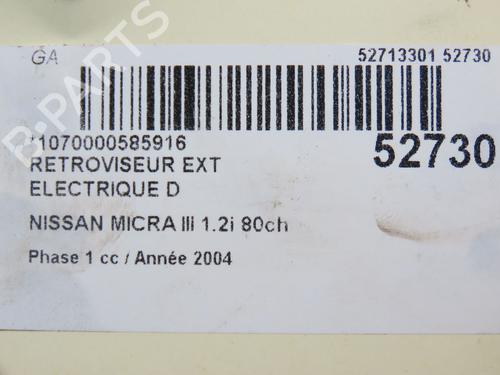 GA
52713301 52730
*1070000585916
52730
RETROVISEUR EXT
ELECTRIQUE D
NISSAN MICRA III 1.2i 80ch
Phase 1 cc / Année 2004
B-PARTS